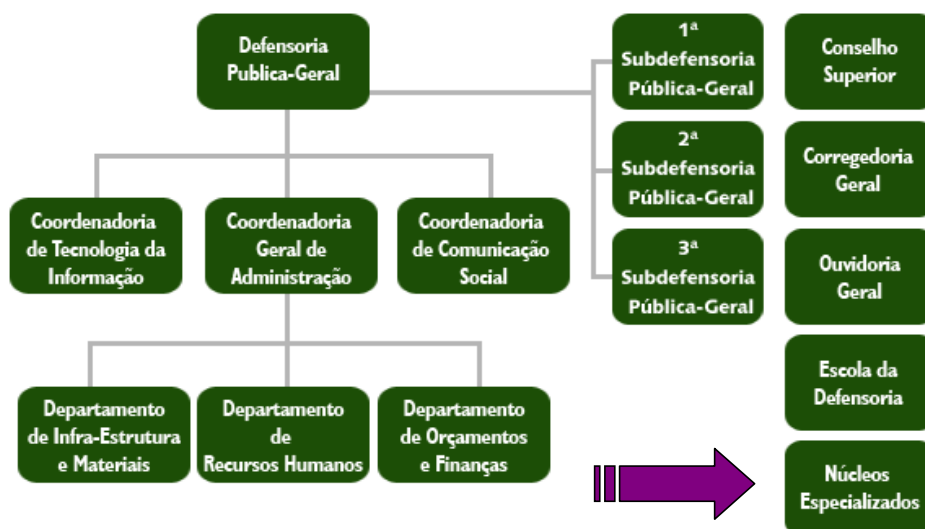 Defensoria
Publica-Geral
1ª
Subdefensoria
Pública-Geral
2ª
Subdefensoria
Pública-Geral
3ª
Subdefensoria
Pública-Geral
Conselho
Superior
Corregedoria
Geral
Ouvidoria
Geral
Escola da
Defensoria
Núcleos
Especializados
Coordenadoria
de Tecnologia da
Informação
Coordenadoria
Geral de
Administração
Coordenadoria
de Comunicação
Social
Departamento
de Infra-Estrutura
e Materiais
Departamento
de
Recursos Humanos
Departamento
de Orçamentos
e Finanças